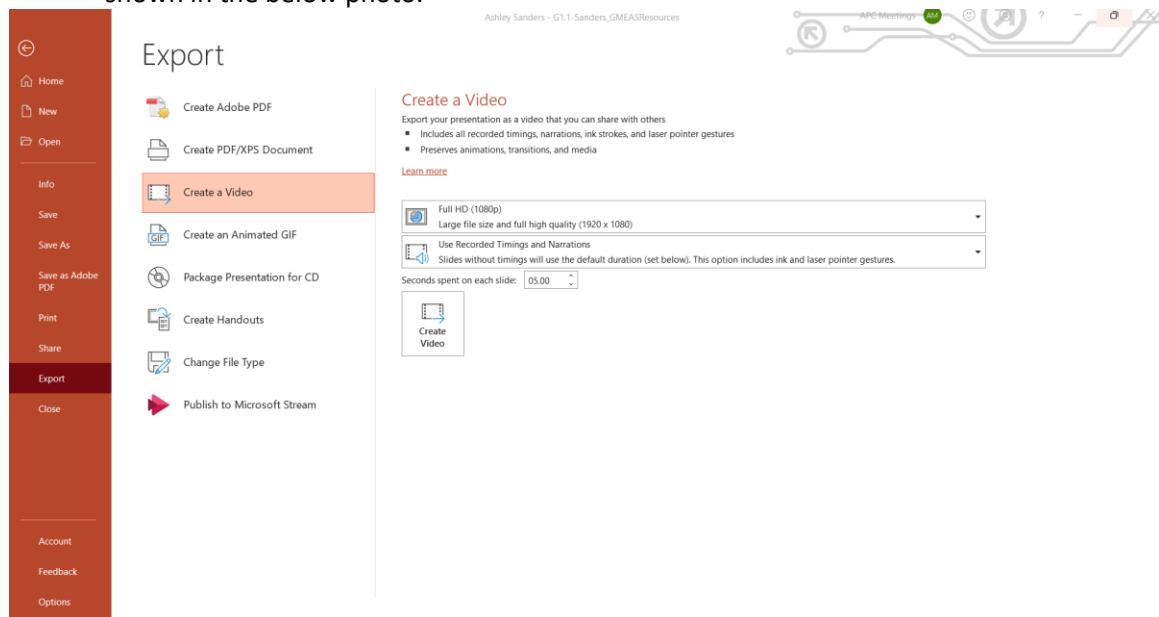 shown in the below photo.
Ashley Sanders - G1.1-Sanders_GMEASResources
APC Meetings AM ?
Export
Home
New
Open
Info
Save
Save As
Save as Adobe
PDF
Print
Share
Export
Close
Account
Feedback
Options
Create Adobe PDF
Create PDF/XPS Document
Create a Video
GIF Create an Animated GIF
Package Presentation for CD
Create Handouts
Change File Type
Publish to Microsoft Stream
Create a Video
Export your presentation as a video that you can share with others
▪ Includes all recorded timings, narrations, ink strokes, and laser pointer gestures
▪ Preserves animations, transitions, and media
Learn more
Full HD (1080p)
Large file size and full high quality (1920 x 1080)
Use Recorded Timings and Narrations
Slides without timings will use the default duration (set below). This option includes ink and laser pointer gestures.
Seconds spent on each slide: 05.00
Create
Video